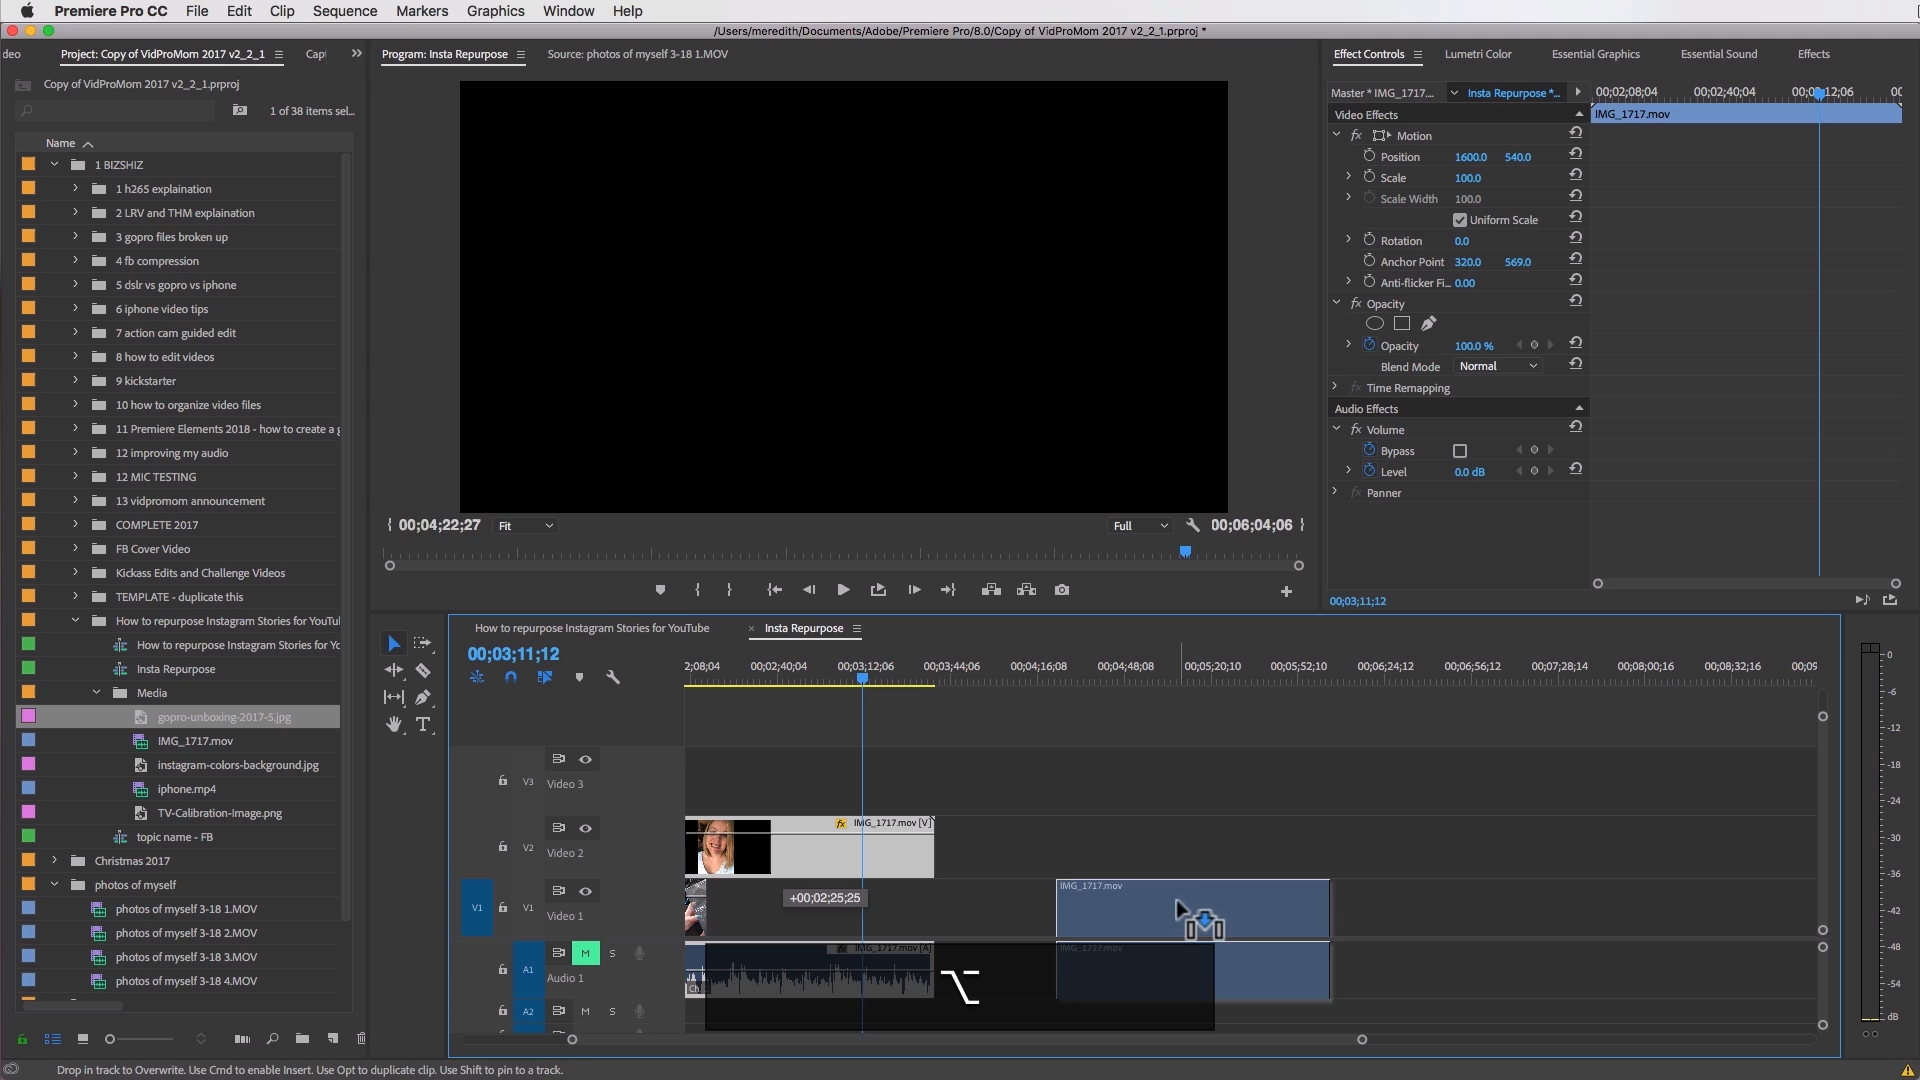 Premiere Pro CC File Edit Clip Sequence Markers Graphics Window Help
/Users/meredith/Documents/Adobe/Premiere Pro/8.0/Copy of VidProMom 2017 v2_2_1.prproj *
deo Project: Copy of VidProMom 2017 v2_2_1 Capt
Copy of VidProMom 2017 v2_2_1.prproj
1 of 38 items sel...
Name
1 BIZSHIZ
1 h265 explaination
2 LRV and THM explaination
3 gopro files broken up
4 fb compression
5 dslr vs gopro vs iphone
6 iphone video tips
7 action cam guided edit
8 how to edit videos
9 kickstarter
10 how to organize video files
11 Premiere Elements 2018 - how to create a g
12 improving my audio
12 MIC TESTING
13 vidpromom announcement
COMPLETE 2017
FB Cover Video
Kickass Edits and Challenge Videos
TEMPLATE - duplicate this
How to repurpose Instagram Stories for YouTul
How to repurpose Instagram Stories for Yo
Insta Repurpose
Media
gopro-unboxing-2017-5.jpg
IMG_1717.mov
instagram-colors-background.jpg
iphone.mp4
TV-Calibration-Image.png
topic name - FB
Christmas 2017
photos of myself
photos of myself 3-18 1.MOV
photos of myself 3-18 2.MOV
photos of myself 3-18 3.MOV
photos of myself 3-18 4.MOV
Program: Insta Repurpose Source: photos of myself 3-18 1.MOV
00;04;22;27 Fit Full 00;06;04;06
Effect Controls Lumetri Color Essential Graphics Essential Sound Effects
Master * IMG_1717.... Insta Repurpose *... 00;02;08;04 00;02;40;04 00;03;12;06 00
Video Effects IMG_1717.mov
fx Motion
Position 1600.0 540.0
Scale 100.0
Scale Width 100.0
Uniform Scale
Rotation 0.0
Anchor Point 320.0 569.0
Anti-flicker Fi... 0.00
fx Opacity
Opacity 100.0 %
Blend Mode Normal
fx Time Remapping
Audio Effects
fx Volume
Bypass
Level 0.0 dB
fx Panner
00;03;11;12
How to repurpose Instagram Stories for YouTube × Insta Repurpose
00;03;11;12
2;08;04 00;02;40;04 00;03;12;06 00;03;44;06 00;04;16;08 00;04;48;08 00;05;20;10 00;05;52;10 00;06;24;12 00;06;56;12 00;07;28;14 00;08;00;16 00;08;32;16 00;09
T
V3 Video 3
V2 Video 2 fx IMG_1717.mov [V]
V1 V1 Video 1 +00;02;25;25 IMG_1717.mov
A1 M S Audio 1 IMG_1717.mov [A] IMG_1717.mov
⌥
A2 M S
0
-6
-12
-18
-24
-30
-36
-42
-48
-54
dB
Drop in track to Overwrite. Use Cmd to enable Insert. Use Opt to duplicate clip. Use Shift to pin to a track.